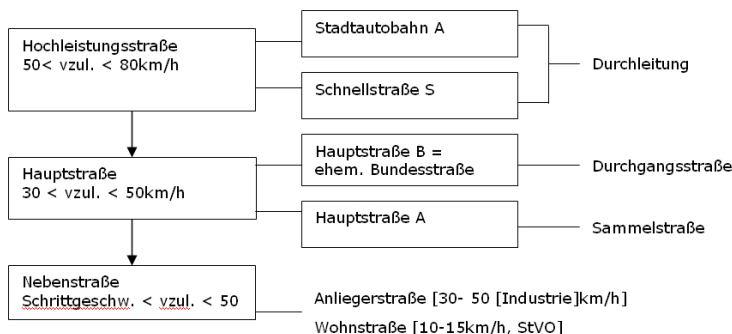 Hochleistungsstraße
50< vzul. < 80km/h
Stadtautobahn A
Schnellstraße S
Durchleitung
Hauptstraße
30 < vzul. < 50km/h
Hauptstraße B =
ehem. Bundesstraße
Durchgangsstraße
Hauptstraße A
Sammelstraße
Nebenstraße
Schrittgeschw. < vzul. < 50
Anliegerstraße [30- 50 [Industrie]km/h]
Wohnstraße [10-15km/h, StVO]